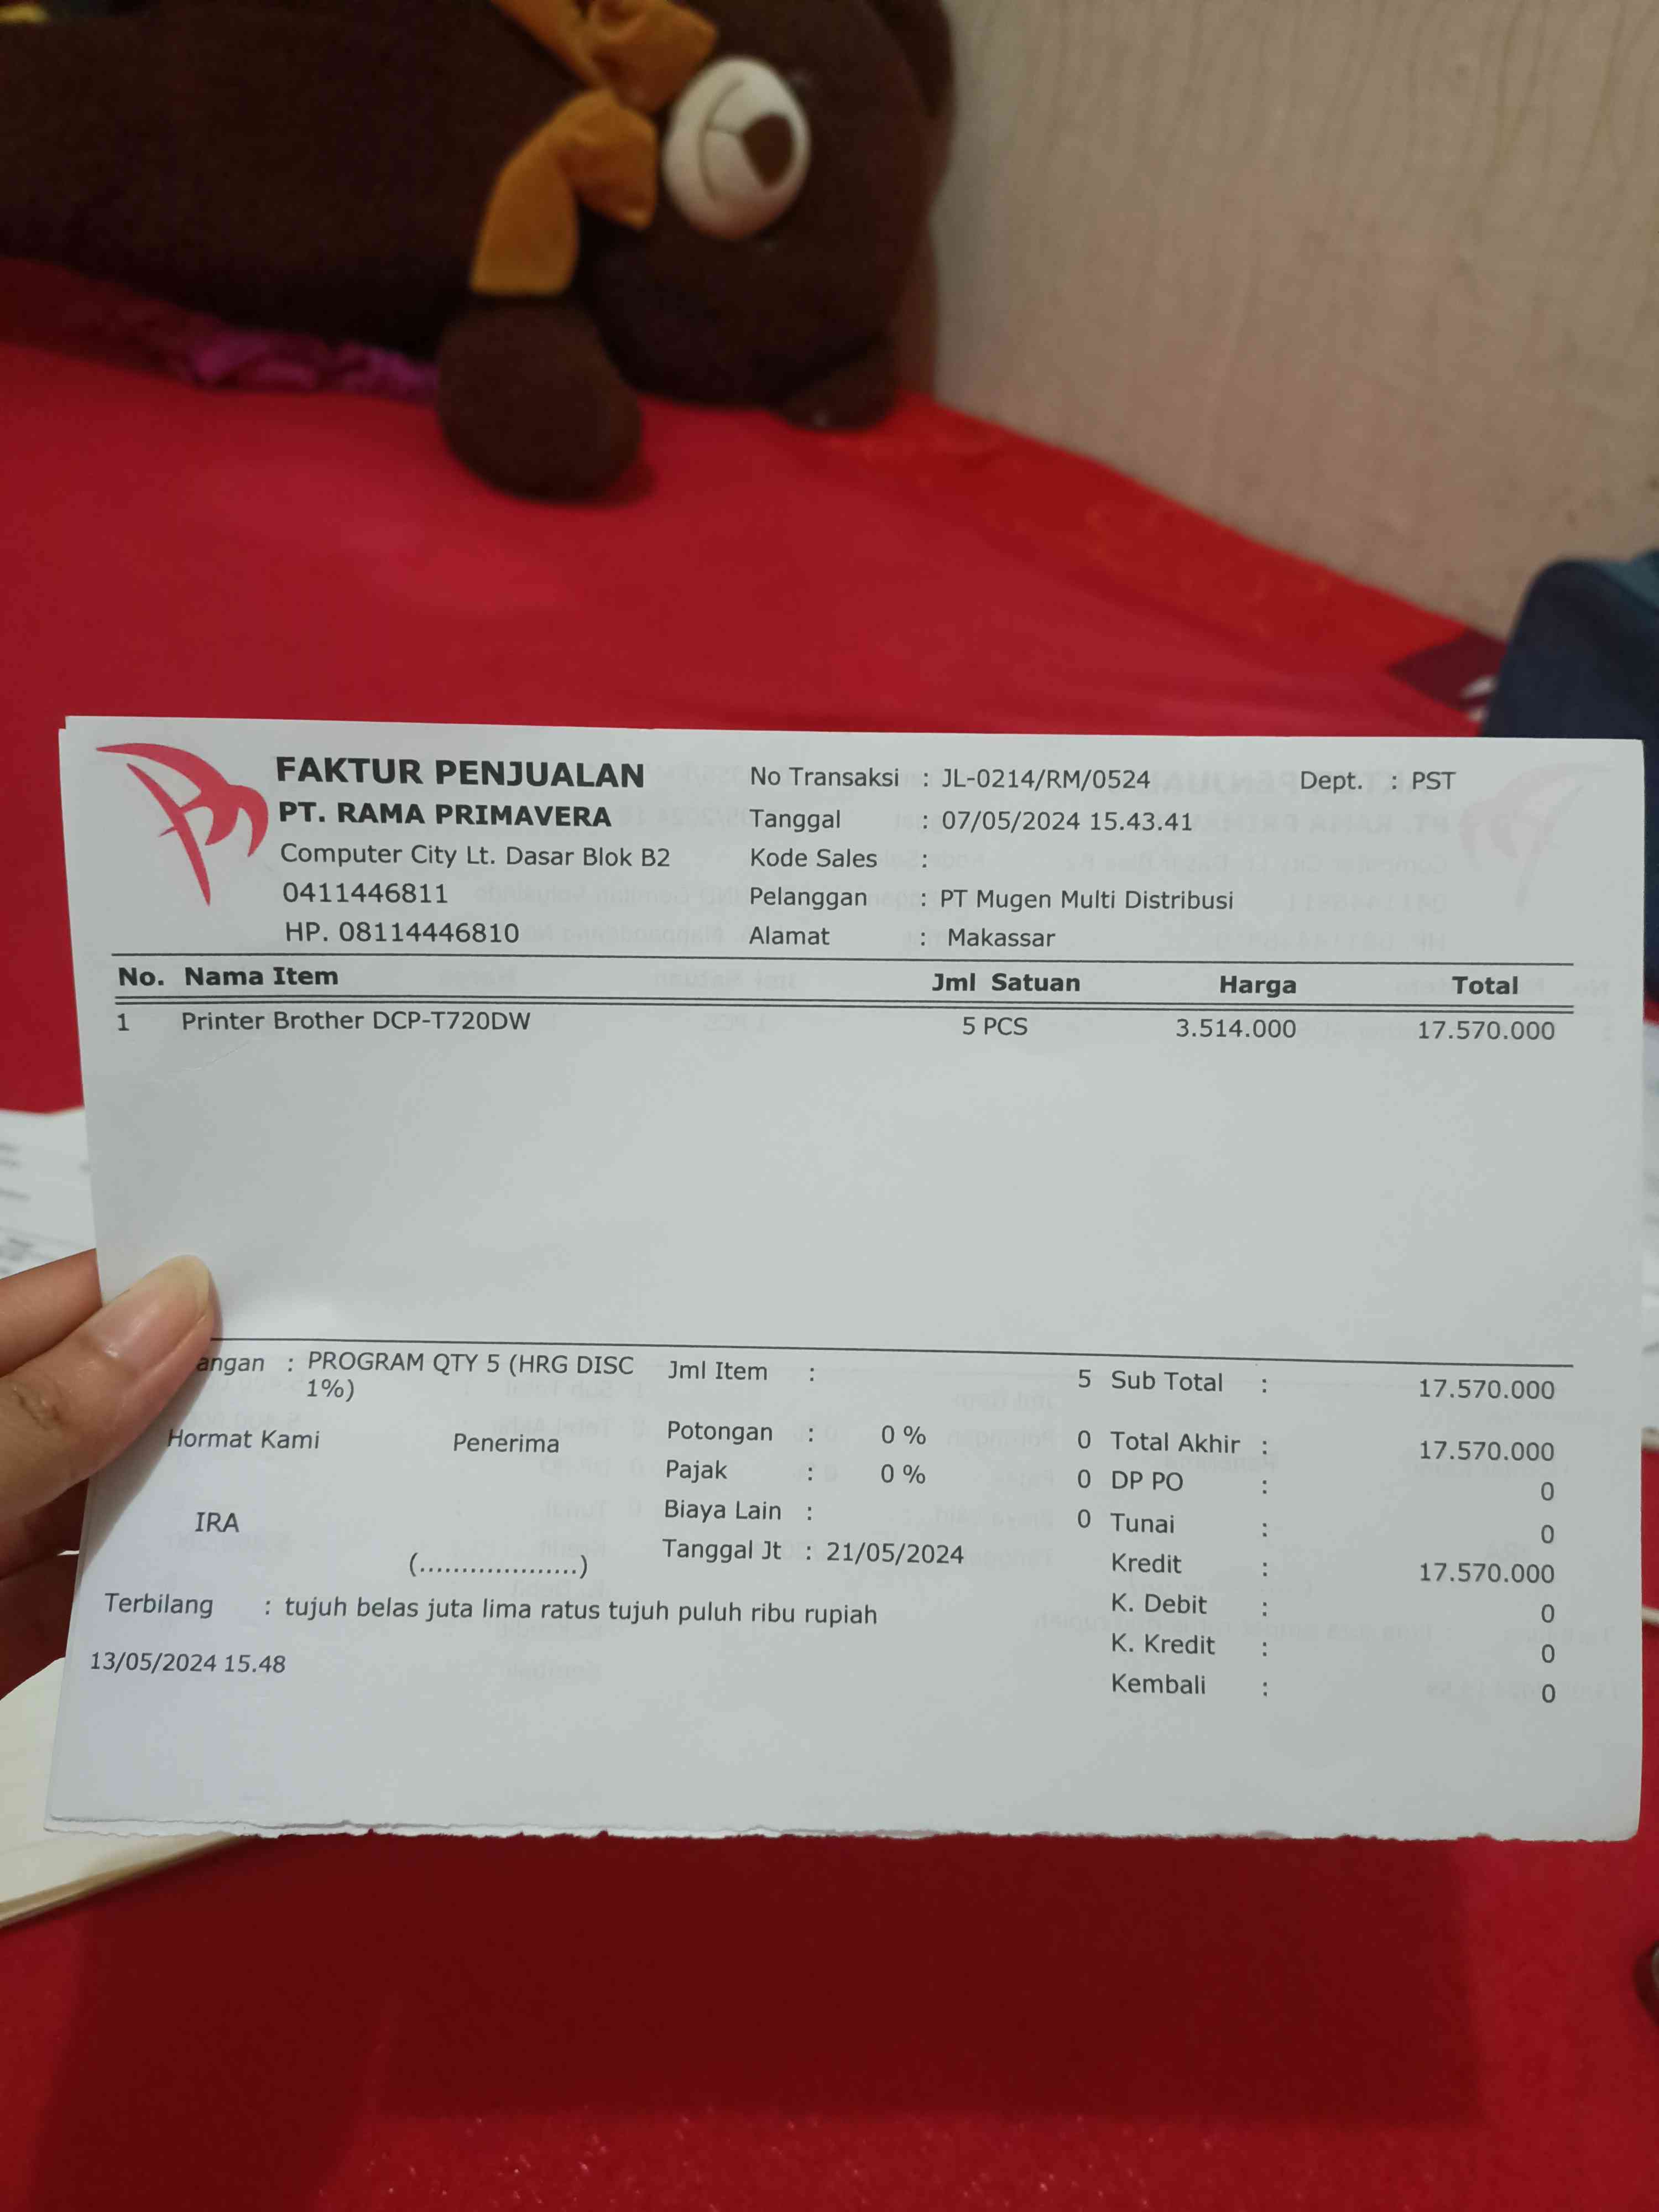 FAKTUR PENJUALAN
PT. RAMA PRIMAVERA
Computer City Lt. Dasar Blok B2
0411446811
HP. 08114446810
No Transaksi : JL-0214/RM/0524
Dept. : PST
Tanggal : 07/05/2024 15.43.41
Kode Sales :
Pelanggan : PT Mugen Multi Distribusi
Alamat : Makassar
No. Nama Item Jml Satuan Harga Total
1 Printer Brother DCP-T720DW 5 PCS 3.514.000 17.570.000
angan : PROGRAM QTY 5 (HRG DISC
1%)
Hormat Kami Penerima
IRA
(...................)
Jml Item : 5
Potongan : 0 % 0
Pajak : 0 % 0
Biaya Lain : 0
Tanggal Jt : 21/05/2024
Sub Total : 17.570.000
Total Akhir : 17.570.000
DP PO : 0
Tunai : 0
Kredit : 17.570.000
K. Debit : 0
K. Kredit : 0
Kembali : 0
Terbilang : tujuh belas juta lima ratus tujuh puluh ribu rupiah
13/05/2024 15.48